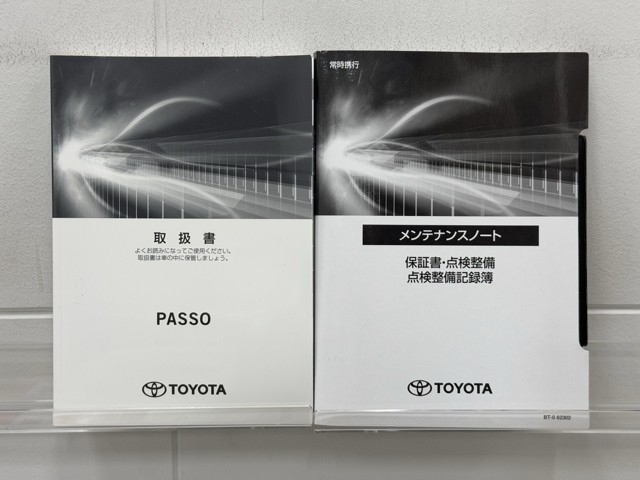 取扱書
よくお読みになってご使用ください。
取扱書は車の中に保管しましょう。
PASSO
TOYOTA
常時携行
メンテナンスノート
保証書・点検整備
点検整備記録簿
TOYOTA